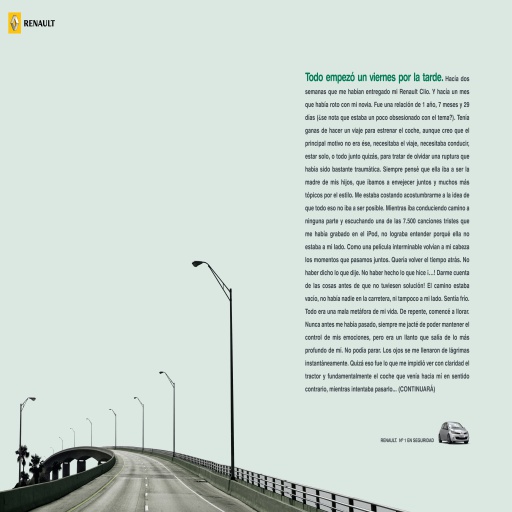 RENAULT
Todo empezó un viernes por la tarde. Hacía dos
semanas que me habían entregado mi Renault Clio. Y hacía un mes
que había roto con mi novia. Fue una relación de 1 año, 7 meses y 29
días (¿se nota que estaba un poco obsesionado con el tema?). Tenía
ganas de hacer un viaje para estrenar el coche, aunque creo que el
principal motivo no era ése, necesitaba el viaje, necesitaba conducir,
estar solo, o todo junto quizás, para tratar de olvidar una ruptura que
había sido bastante traumática. Siempre pensé que ella iba a ser la
madre de mis hijos, que íbamos a envejecer juntos y muchos más
tópicos por el estilo. Me estaba costando acostumbrarme a la idea de
que todo eso no iba a ser posible. Mientras iba conduciendo camino a
ninguna parte y escuchando una de las 7.500 canciones tristes que
me había grabado en el iPod, no lograba entender porqué ella no
estaba a mi lado. Como una película interminable volvían a mi cabeza
los momentos que pasamos juntos. Quería volver el tiempo atrás. No
haber dicho lo que dije. No haber hecho lo que hice ¡...! Darme cuenta
de las cosas antes de que no tuviesen solución! El camino estaba
vacío, no había nadie en la carretera, ni tampoco a mi lado. Sentía frío.
Todo era una mala metáfora de mi vida. De repente, comencé a llorar.
Nunca antes me había pasado, siempre me jacté de poder mantener el
control de mis emociones, pero era un llanto que salía de lo más
profundo de mí. No podía parar. Los ojos se me llenaron de lágrimas
instantáneamente. Quizá eso fue lo que me impidió ver con claridad el
tractor y fundamentalmente el coche que venía hacia mí en sentido
contrario, mientras intentaba pasarlo... (CONTINUARÁ)
RENAULT. Nº 1 EN SEGURIDAD